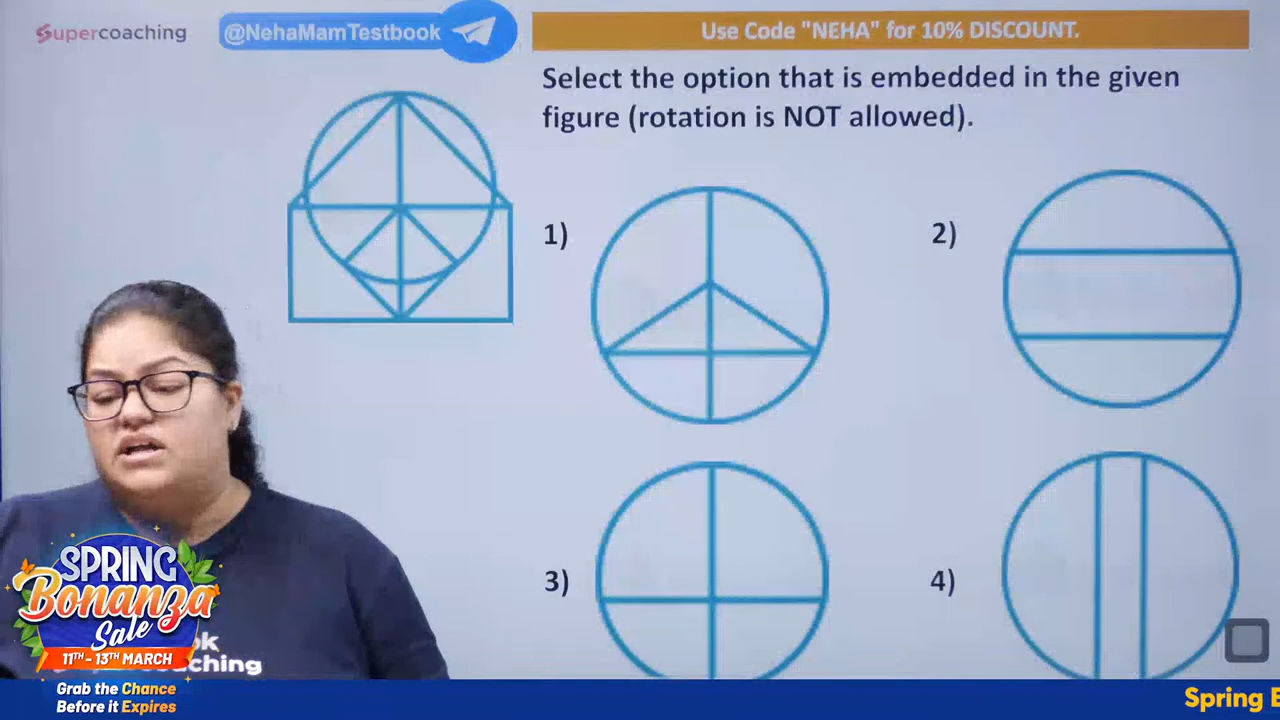 Supercoaching
@NehaMamTestbook
Use Code "NEHA" for 10% DISCOUNT.
Select the option that is embedded in the given
figure (rotation is NOT allowed).
1)
2)
3)
4)
SPRING
Bonanza
Sale
11TH - 13TH MARCH
Grab the Chance
Before it Expires
Spring